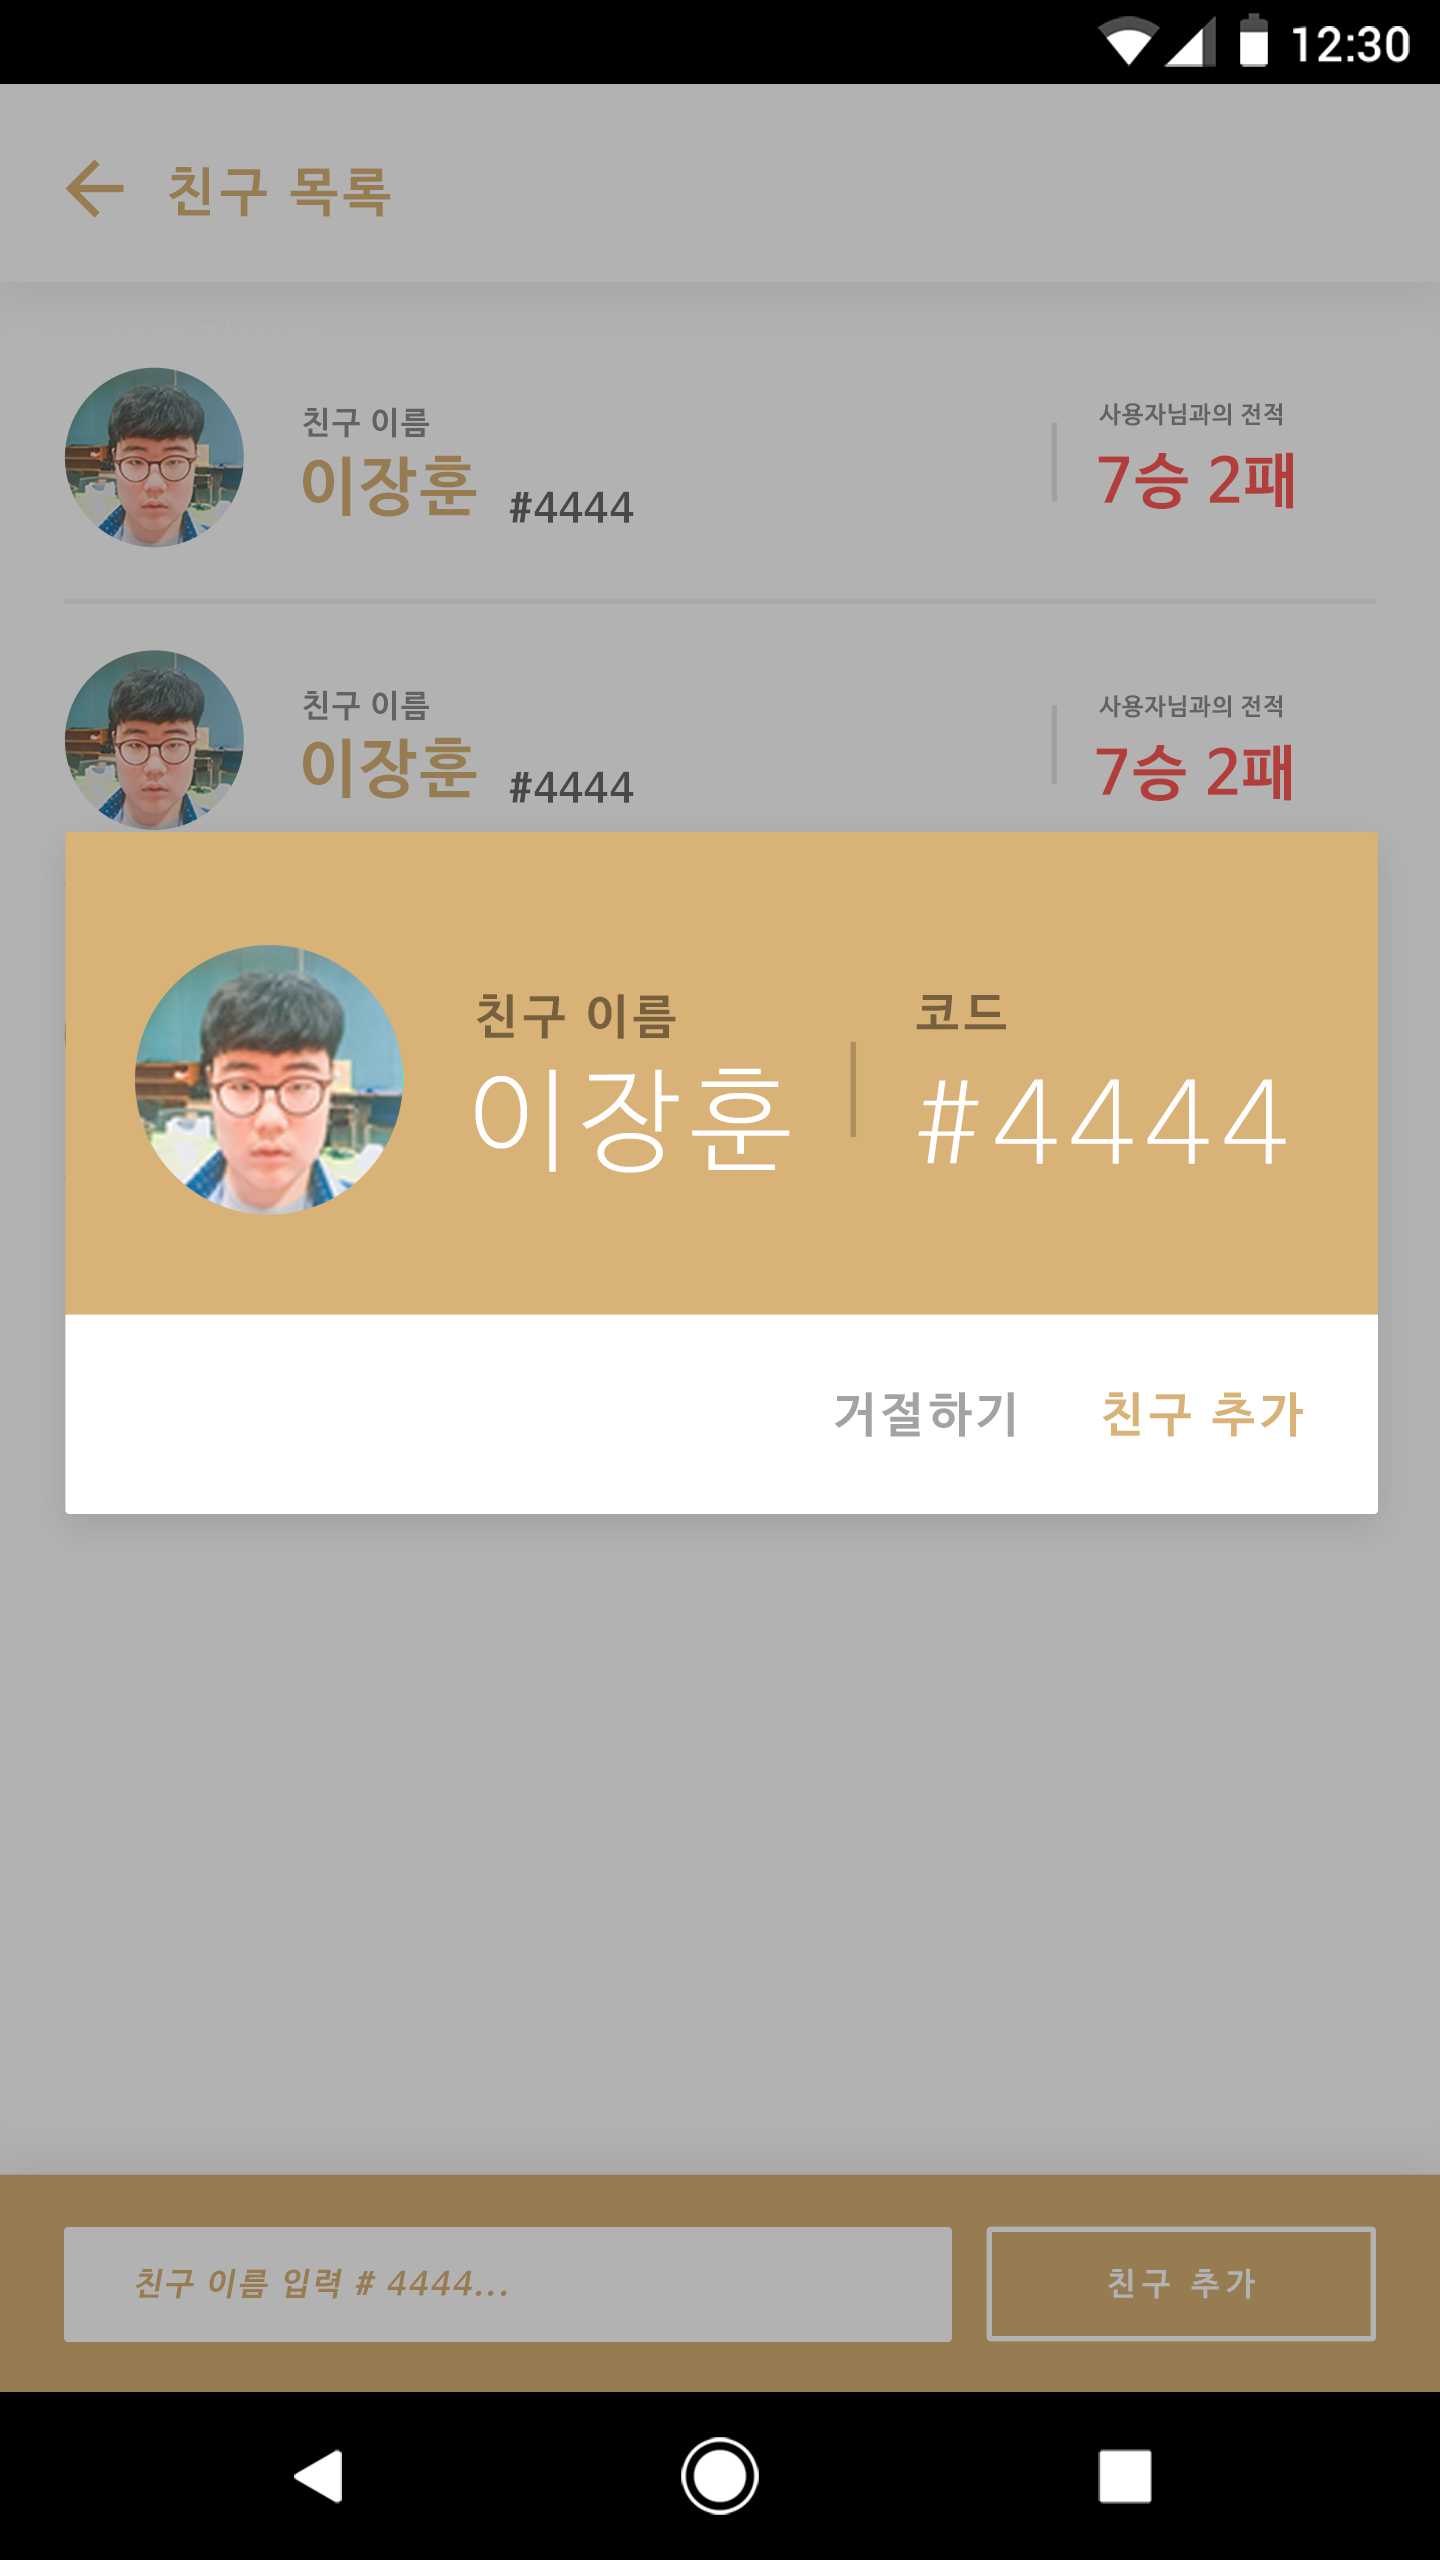 12:30
친구 목록
친구 이름
이장훈 #4444
사용자님과의 전적
7승 2패
친구 이름
이장훈 #4444
사용자님과의 전적
7승 2패
친구 이름
이장훈
코드
#4444
거절하기 친구 추가
친구 이름 입력 # 4444...
친구 추가